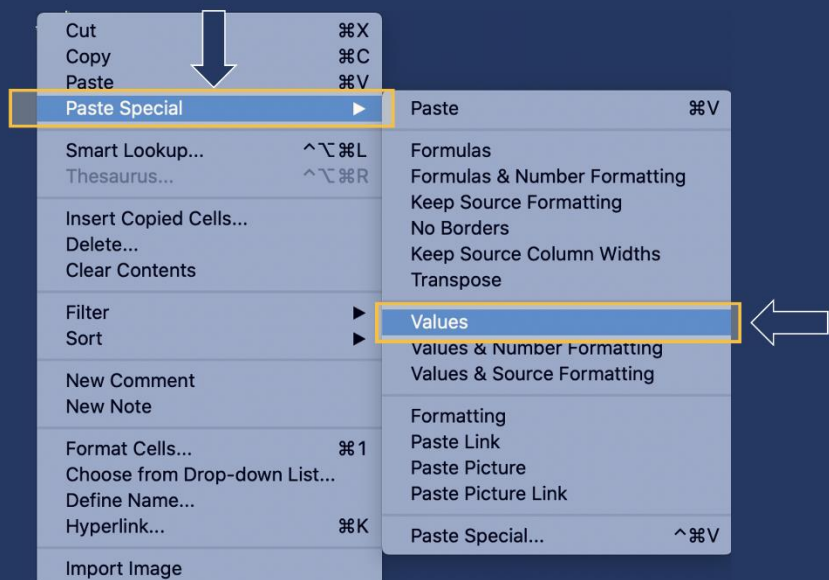 Cut ⌘X
Copy ⌘C
Paste ⌘V
Paste Special ▶
Smart Lookup... ^⌥⌘L
Thesaurus... ^⌥⌘R
Insert Copied Cells...
Delete...
Clear Contents
Filter ▶
Sort ▶
New Comment
New Note
Format Cells... ⌘1
Choose from Drop-down List...
Define Name...
Hyperlink... ⌘K
Import Image
Paste ⌘V
Formulas
Formulas & Number Formatting
Keep Source Formatting
No Borders
Keep Source Column Widths
Transpose
Values
Values & Number Formatting
Values & Source Formatting
Formatting
Paste Link
Paste Picture
Paste Picture Link
Paste Special... ^⌘V